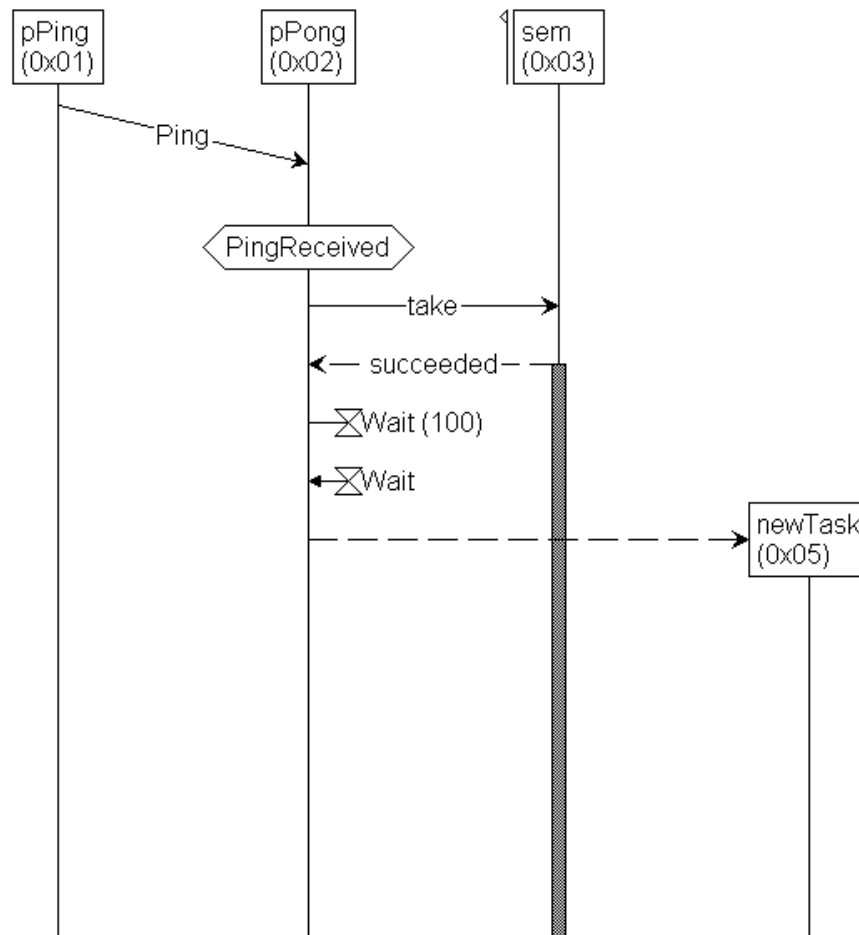 pPing
(0x01)
pPong
(0x02)
sem
(0x03)
Ping
PingReceived
take
succeeded
Wait (100)
Wait
newTask
(0x05)